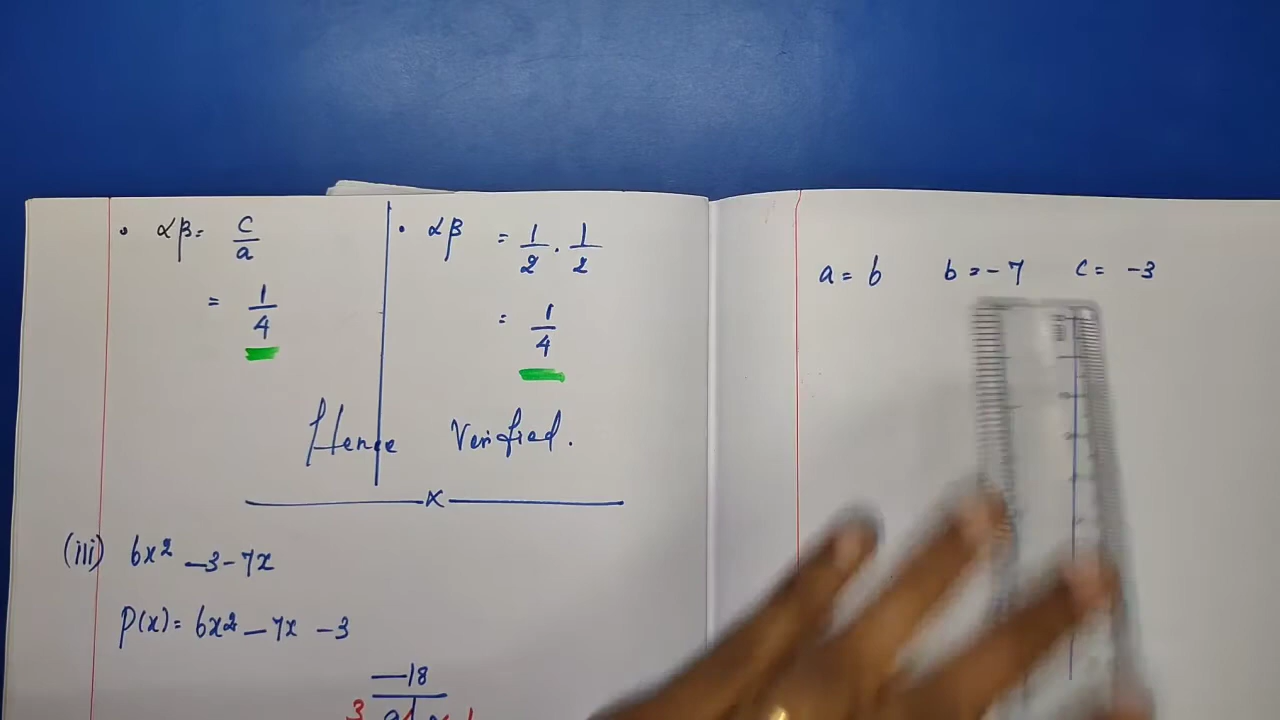 • αβ = c/a
= 1/4
• αβ = 1/2 . 1/2
= 1/4
Hence Verified.
x
(iii) 6x² - 3 - 7x
P(x) = 6x² - 7x - 3
-18
3
a = 6 b = -7 c = -3